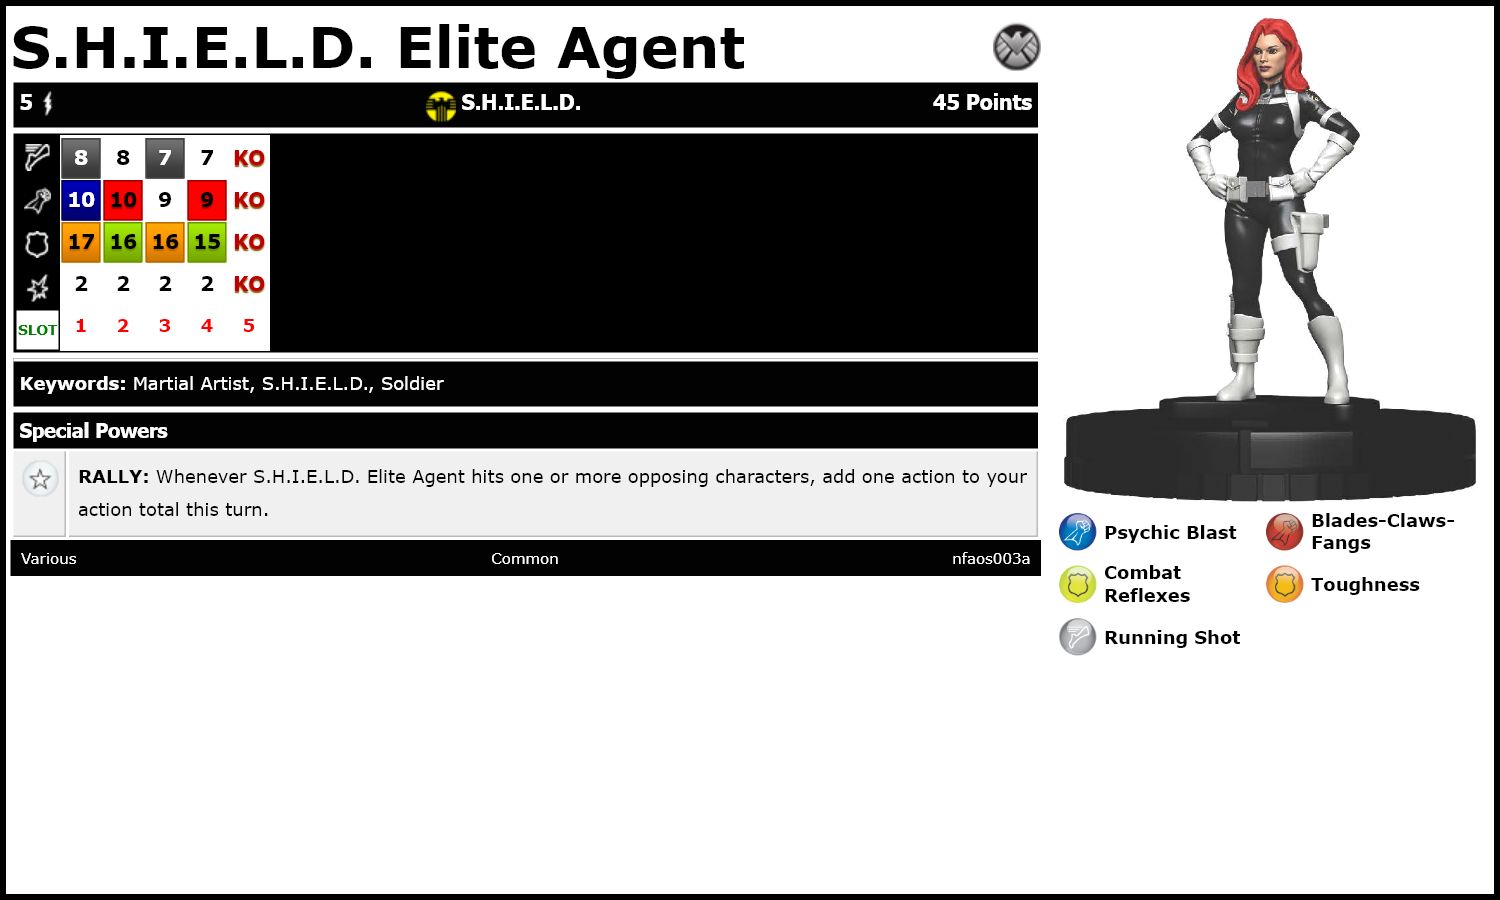 S.H.I.E.L.D. Elite Agent
5 S.H.I.E.L.D. 45 Points
8 8 7 7 KO
10 10 9 9 KO
17 16 16 15 KO
2 2 2 2 KO
SLOT 1 2 3 4 5
Keywords: Martial Artist, S.H.I.E.L.D., Soldier
Special Powers
RALLY: Whenever S.H.I.E.L.D. Elite Agent hits one or more opposing characters, add one action to your
action total this turn.
Various Common nfaos003a
Psychic Blast
Blades-Claws-
Fangs
Combat
Reflexes
Toughness
Running Shot